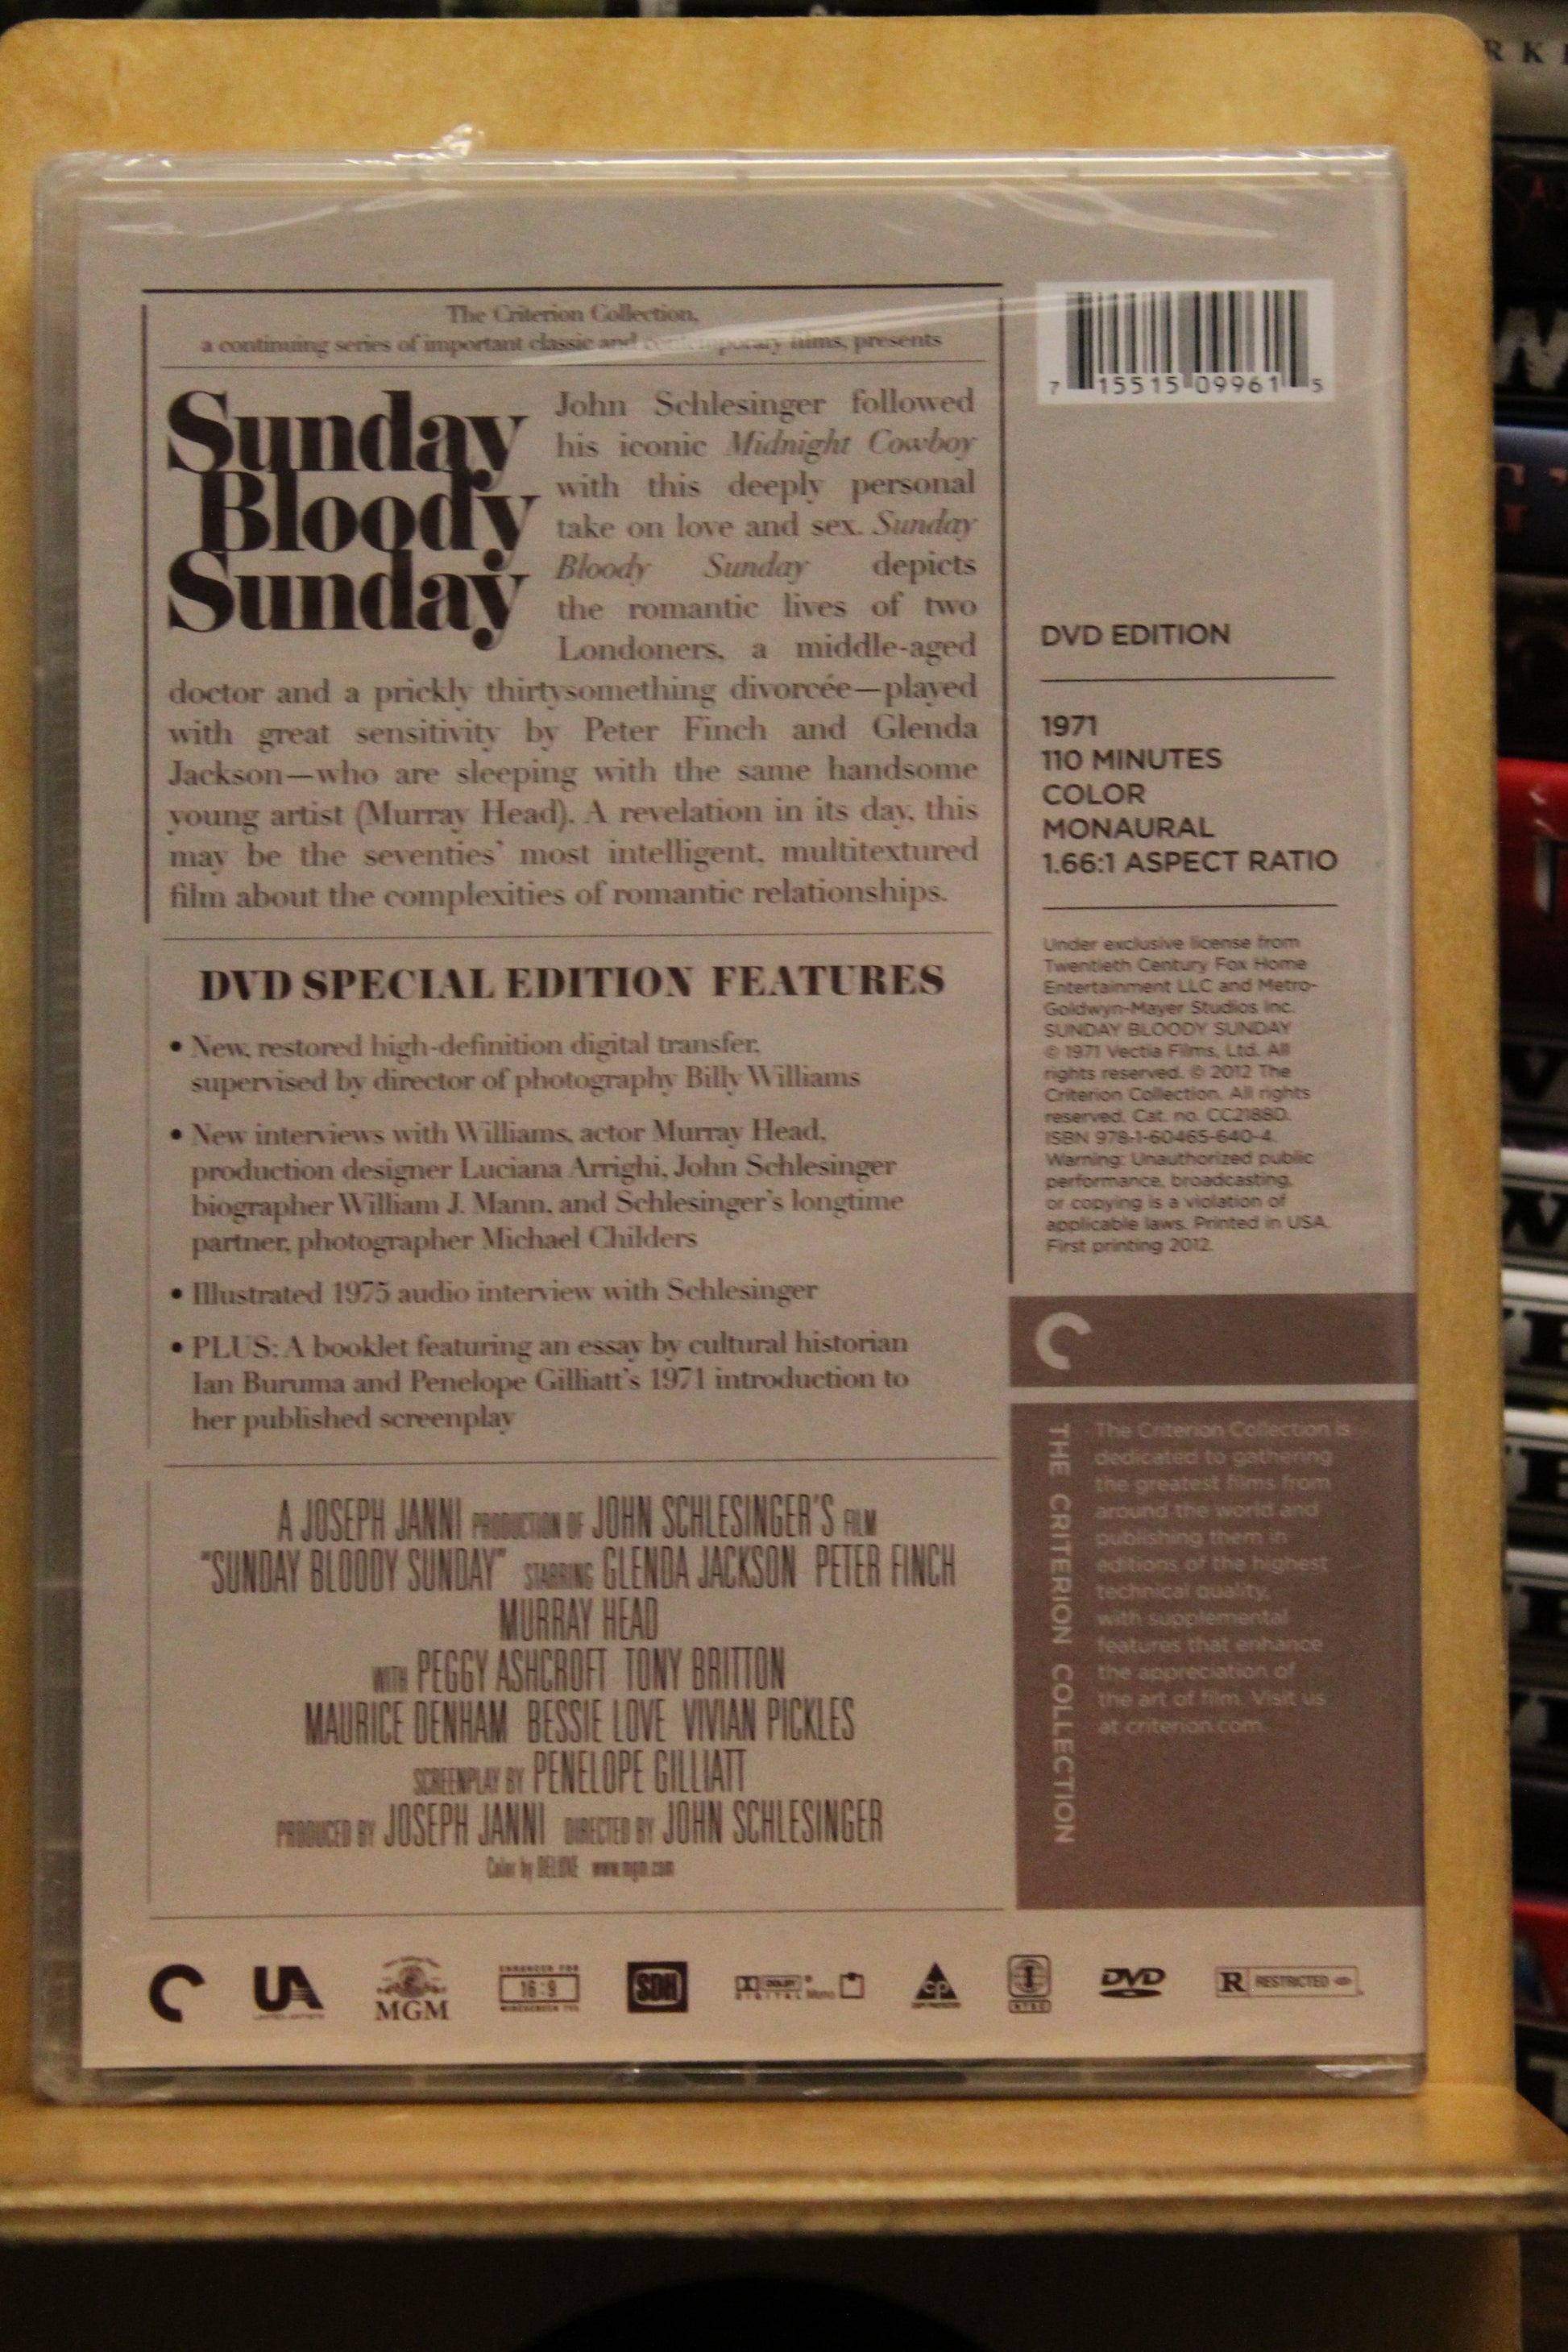 The Criterion Collection,
a continuing series of important classic and contemporary films, presents
Sunday
Bloody
Sunday
John Schlesinger followed
his iconic Midnight Cowboy
with this deeply personal
take on love and sex. Sunday
Bloody Sunday depicts
the romantic lives of two
Londoners, a middle-aged
doctor and a prickly thirtysomething divorcée—played
with great sensitivity by Peter Finch and Glenda
Jackson—who are sleeping with the same handsome
young artist (Murray Head). A revelation in its day, this
may be the seventies' most intelligent, multitextured
film about the complexities of romantic relationships.
DVD SPECIAL EDITION FEATURES
• New, restored high-definition digital transfer,
supervised by director of photography Billy Williams
• New interviews with Williams, actor Murray Head,
production designer Luciana Arrighi, John Schlesinger
biographer William J. Mann, and Schlesinger's longtime
partner, photographer Michael Childers
• Illustrated 1975 audio interview with Schlesinger
• PLUS: A booklet featuring an essay by cultural historian
Ian Buruma and Penelope Gilliatt's 1971 introduction to
her published screenplay
A JOSEPH JANNI PRODUCTION OF JOHN SCHLESINGER'S FILM
"SUNDAY BLOODY SUNDAY" STARRING GLENDA JACKSON PETER FINCH
MURRAY HEAD
WITH PEGGY ASHCROFT TONY BRITTON
MAURICE DENHAM BESSIE LOVE VIVIAN PICKLES
SCREENPLAY BY PENELOPE GILLIATT
PRODUCED BY JOSEPH JANNI DIRECTED BY JOHN SCHLESINGER
Color by DELUXE www.mgm.com
7 15515 09961 5
DVD EDITION
1971
110 MINUTES
COLOR
MONAURAL
1.66:1 ASPECT RATIO
Under exclusive license from
Twentieth Century Fox Home
Entertainment LLC and Metro-
Goldwyn-Mayer Studios Inc.
SUNDAY BLOODY SUNDAY
© 1971 Vectia Films, Ltd. All
rights reserved. © 2012 The
Criterion Collection. All rights
reserved. Cat. no. CC2188D.
ISBN 978-1-60465-640-4.
Warning: Unauthorized public
performance, broadcasting,
or copying is a violation of
applicable laws. Printed in USA.
First printing 2012.
THE CRITERION COLLECTION
The Criterion Collection is
dedicated to gathering
the greatest films from
around the world and
publishing them in
editions of the highest
technical quality,
with supplemental
features that enhance
the appreciation of
the art of film. Visit us
at criterion.com.
UA
MGM
ENHANCED FOR
16:9
WIDESCREEN TVS
SDH
DOLBY
DIGITAL Mono
cp
1
NTSC
DVD
R RESTRICTED